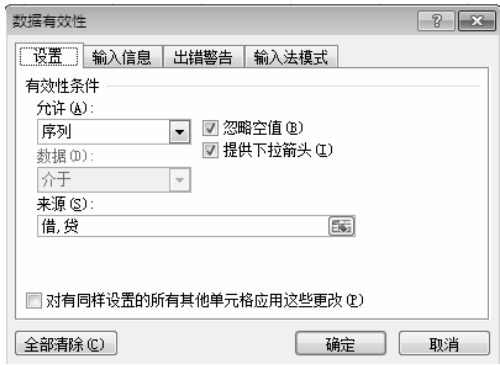 数据有效性
设置 输入信息 出错警告 输入法模式
有效性条件
允许(A):
序列 忽略空值(B)
数据(D): 提供下拉箭头(I)
介于
来源(S):
借,贷
对有同样设置的所有其他单元格应用这些更改(P)
全部清除(C) 确定 取消